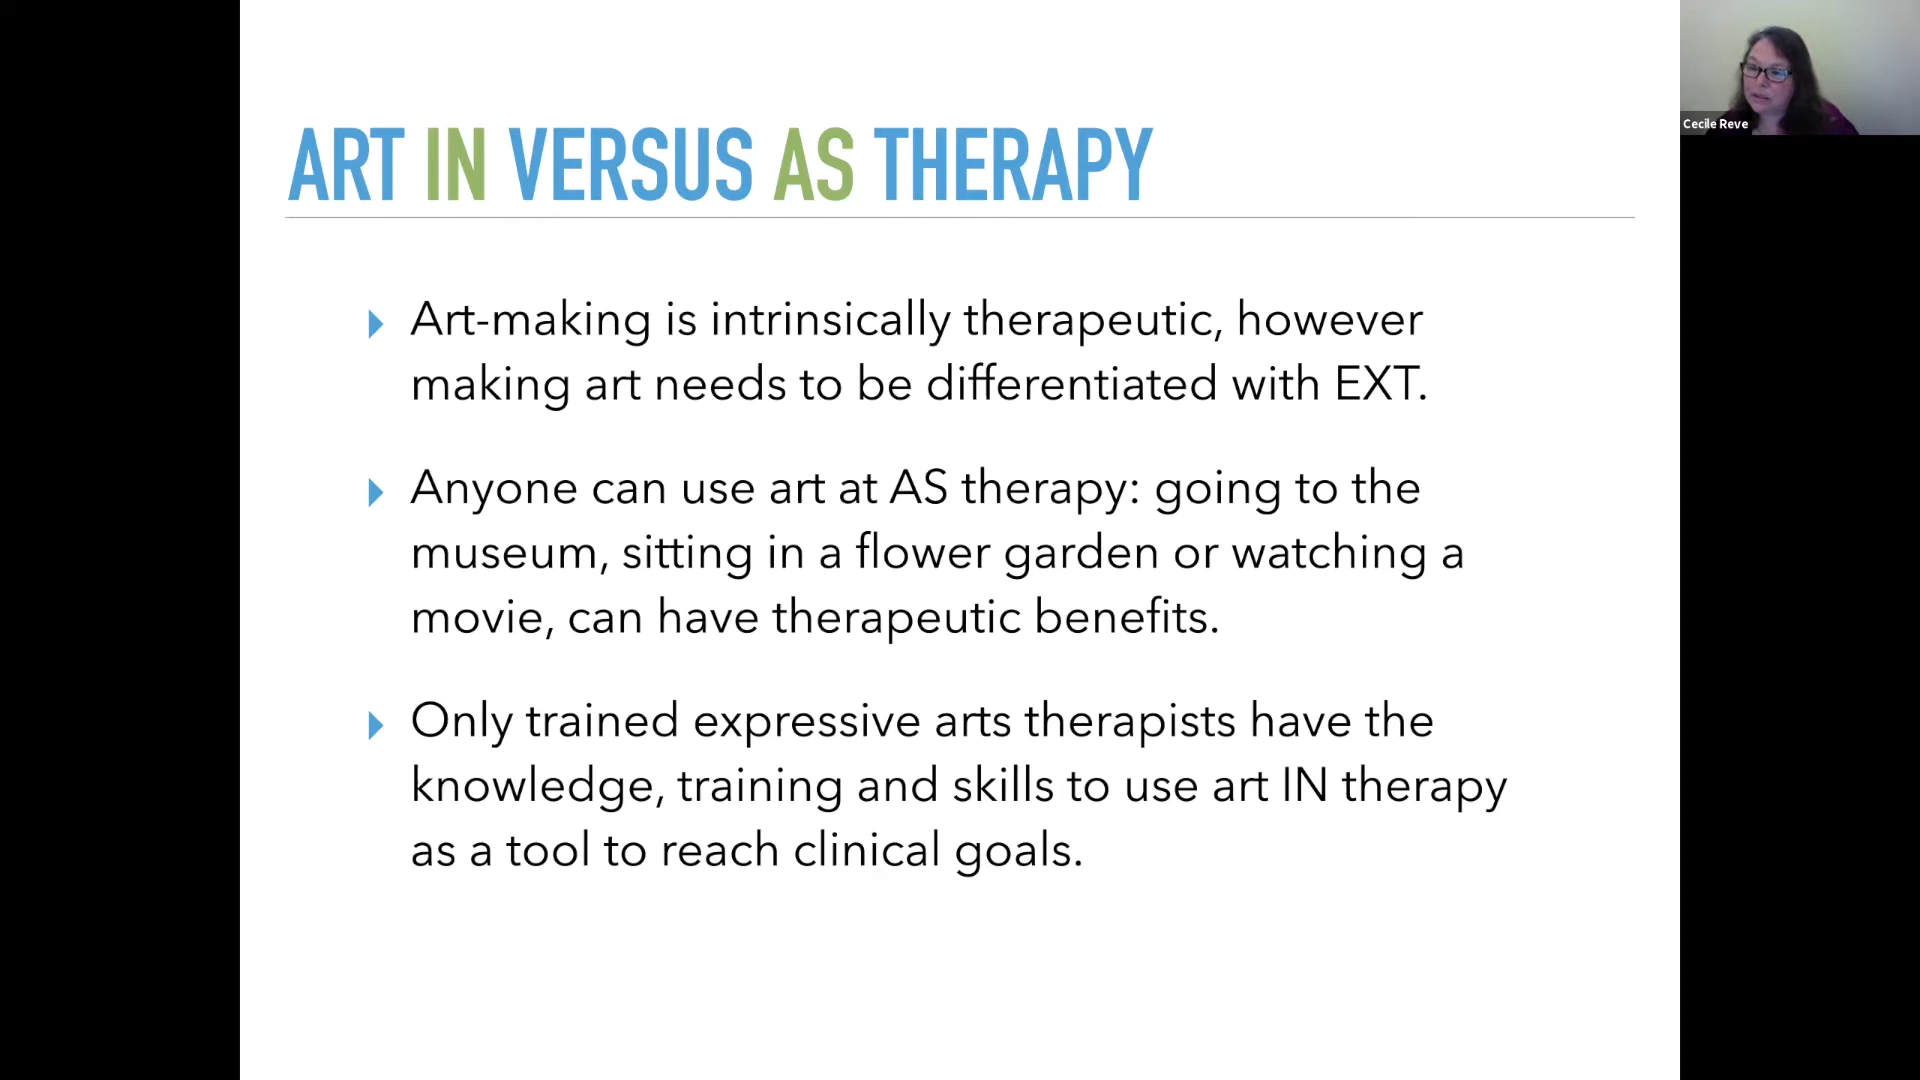 ART IN VERSUS AS THERAPY
Art-making is intrinsically therapeutic, however
making art needs to be differentiated with EXT.
Anyone can use art at AS therapy: going to the
museum, sitting in a flower garden or watching a
movie, can have therapeutic benefits.
Only trained expressive arts therapists have the
knowledge, training and skills to use art IN therapy
as a tool to reach clinical goals.
Cecile Reve